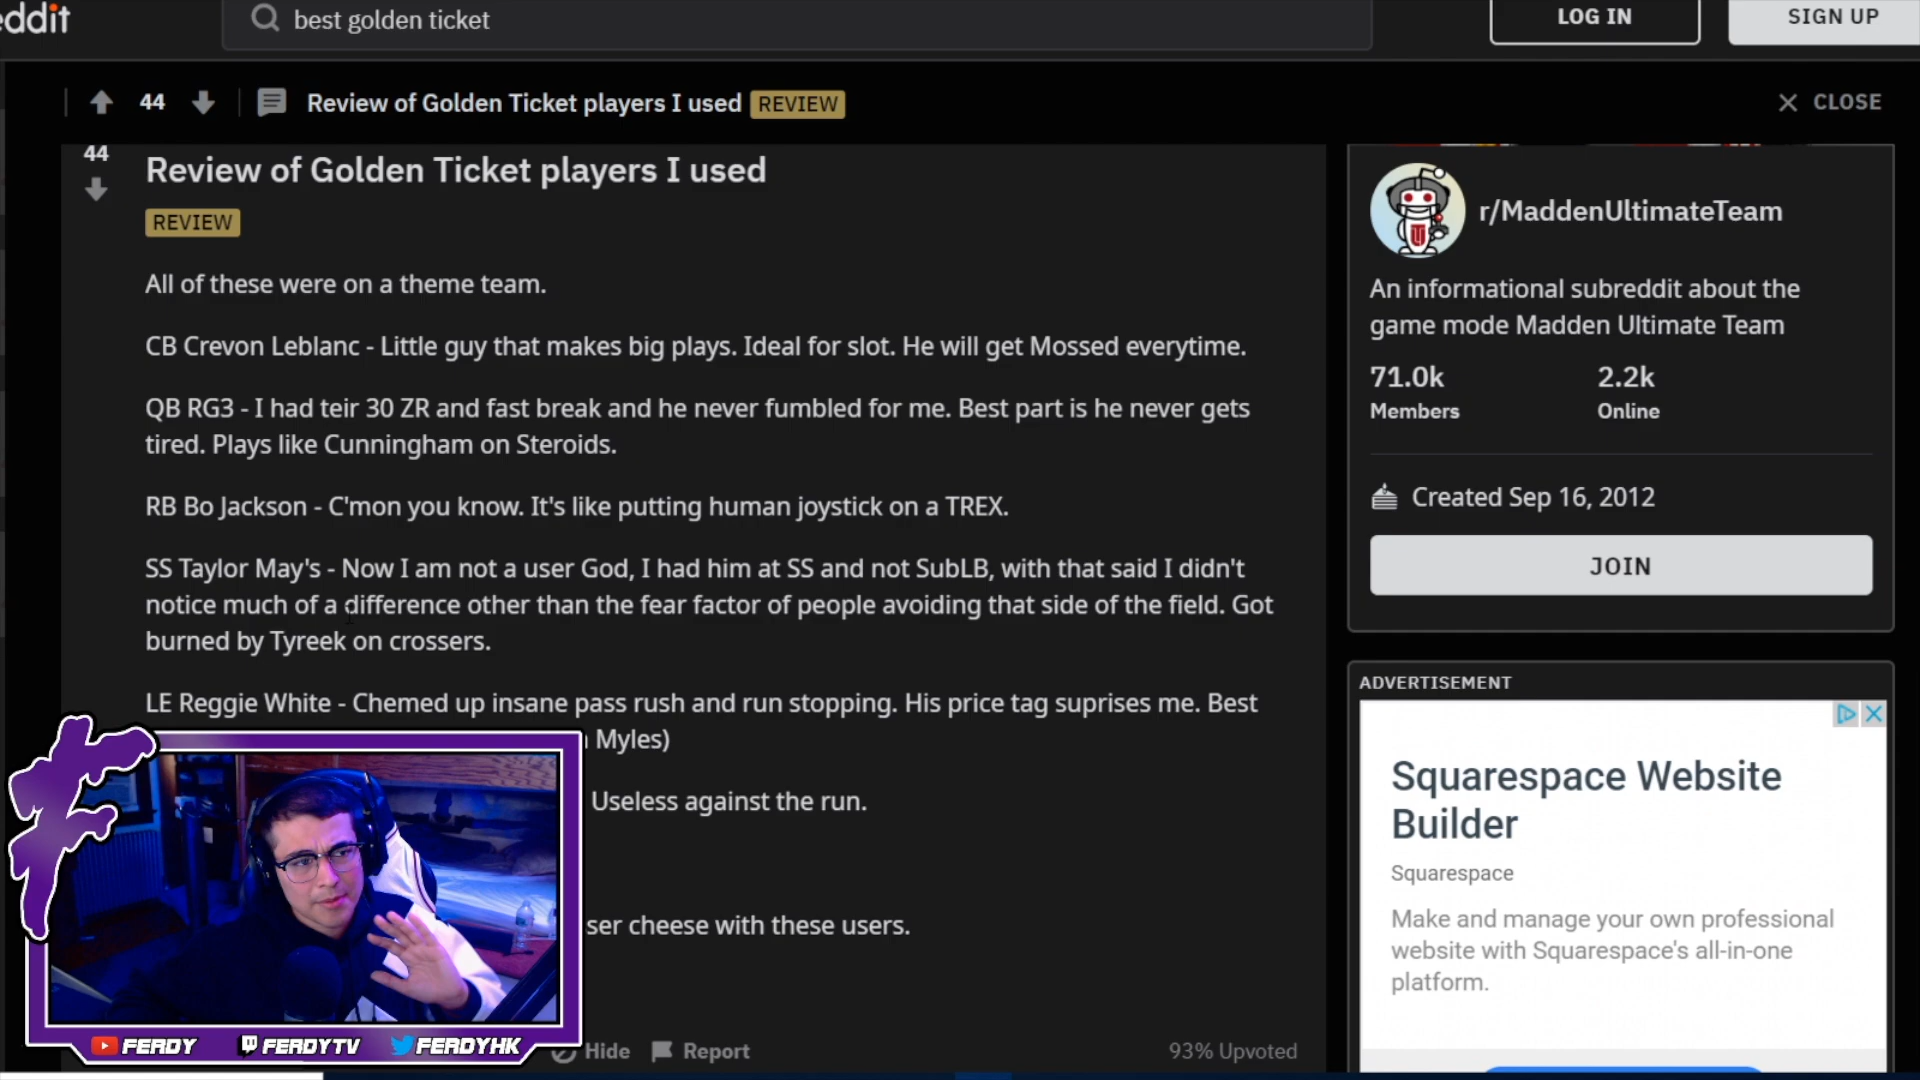 eddit
best golden ticket
LOG IN
SIGN UP
44
Review of Golden Ticket players I used
REVIEW
CLOSE
44
Review of Golden Ticket players I used
REVIEW
All of these were on a theme team.
CB Crevon Leblanc - Little guy that makes big plays. Ideal for slot. He will get Mossed everytime.
QB RG3 - I had teir 30 ZR and fast break and he never fumbled for me. Best part is he never gets
tired. Plays like Cunningham on Steroids.
RB Bo Jackson - C'mon you know. It's like putting human joystick on a TREX.
SS Taylor May's - Now I am not a user God, I had him at SS and not SubLB, with that said I didn't
notice much of a difference other than the fear factor of people avoiding that side of the field. Got
burned by Tyreek on crossers.
LE Reggie White - Chemed up insane pass rush and run stopping. His price tag suprises me. Best
Myles)
Useless against the run.
ser cheese with these users.
Hide
Report
93% Upvoted
r/MaddenUltimateTeam
An informational subreddit about the
game mode Madden Ultimate Team
71.0k
2.2k
Members
Online
Created Sep 16, 2012
JOIN
ADVERTISEMENT
Squarespace Website
Builder
Squarespace
Make and manage your own professional
website with Squarespace's all-in-one
platform.
F
FERDY
FERDYTV
FERDYHK